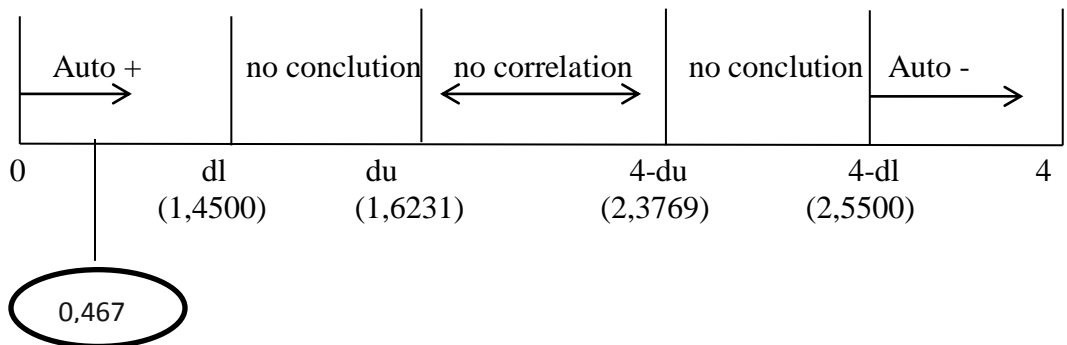 Auto + no conclution no correlation no conclution Auto -
0 dl du 4-du 4-dl 4
(1,4500) (1,6231) (2,3769) (2,5500)
0,467